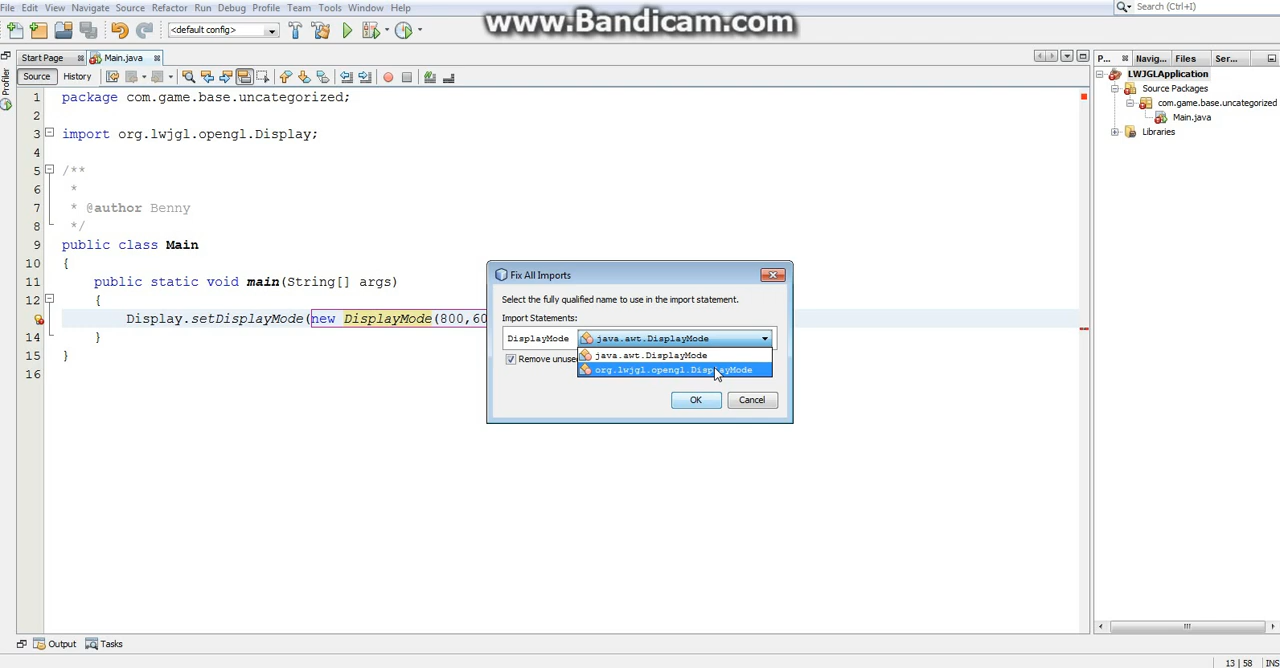 File Edit View Navigate Source Refactor Run Debug Profile Team Tools Window Help
www.Bandicam.com
Search (Ctrl+I)
<default config>
Start Page
Main.java
P...
Navig...
Files
Ser...
Source History
Profiler
LWJGLApplication
Source Packages
com.game.base.uncategorized
Main.java
Libraries
1 package com.game.base.uncategorized;
2
3 import org.lwjgl.opengl.Display;
4
5 /**
6 *
7 * @author Benny
8 */
9 public class Main
10 {
11 public static void main(String[] args)
12 {
Display.setDisplayMode(new DisplayMode(800,60
14 }
15 }
16
Fix All Imports
Select the fully qualified name to use in the import statement.
Import Statements:
DisplayMode java.awt.DisplayMode
java.awt.DisplayMode
org.lwjgl.opengl.DisplayMode
Remove unuse
OK Cancel
Output Tasks
13 | 58 INS